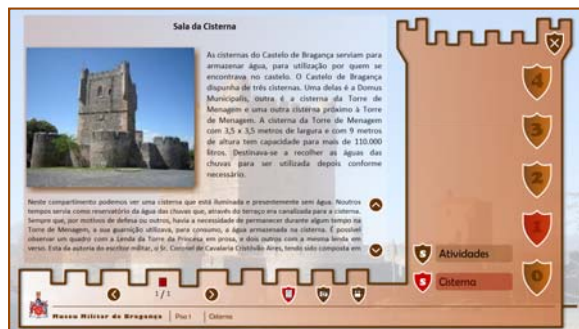 Sala da Cisterna
As cisternas do Castelo de Bragança serviam para
armazenar água, para utilização por quem se
encontrava no castelo. O Castelo de Bragança
dispunha de três cisternas. Uma delas é a Domus
Municipalis, outra é a cisterna da Torre de
Menagem e uma outra cisterna próximo à Torre
de Menagem. A cisterna da Torre de Menagem
com 3,5 x 3,5 metros de largura e com 9 metros
de altura tem capacidade para mais de 110.000
litros. Destinava-se a recolher as águas das
chuvas para ser utilizada depois conforme
necessário.
Neste compartimento podemos ver uma cisterna que está iluminada e presentemente sem água. Noutros
tempos servia como reservatório da água das chuvas que, através do terraço era canalizada para a cisterna.
Sempre que, por motivos de defesa ou outros, havia a necessidade de permanecer durante algum tempo na
Torre de Menagem, a sua guarnição utilizava, para consumo, a água armazenada na cisterna. É possível
observar um quadro com a Lenda da Torre da Princesa em prosa, e dois outros com a mesma lenda em
verso. Esta da autoria do escritor militar, o Sr. Coronel de Cavalaria Cristóvão Aires, tendo sido composta em
4
3
2
1
0
S Atividades
S Cisterna
1 / 1
Museu Militar de Bragança | Piso 1 | Cisterna